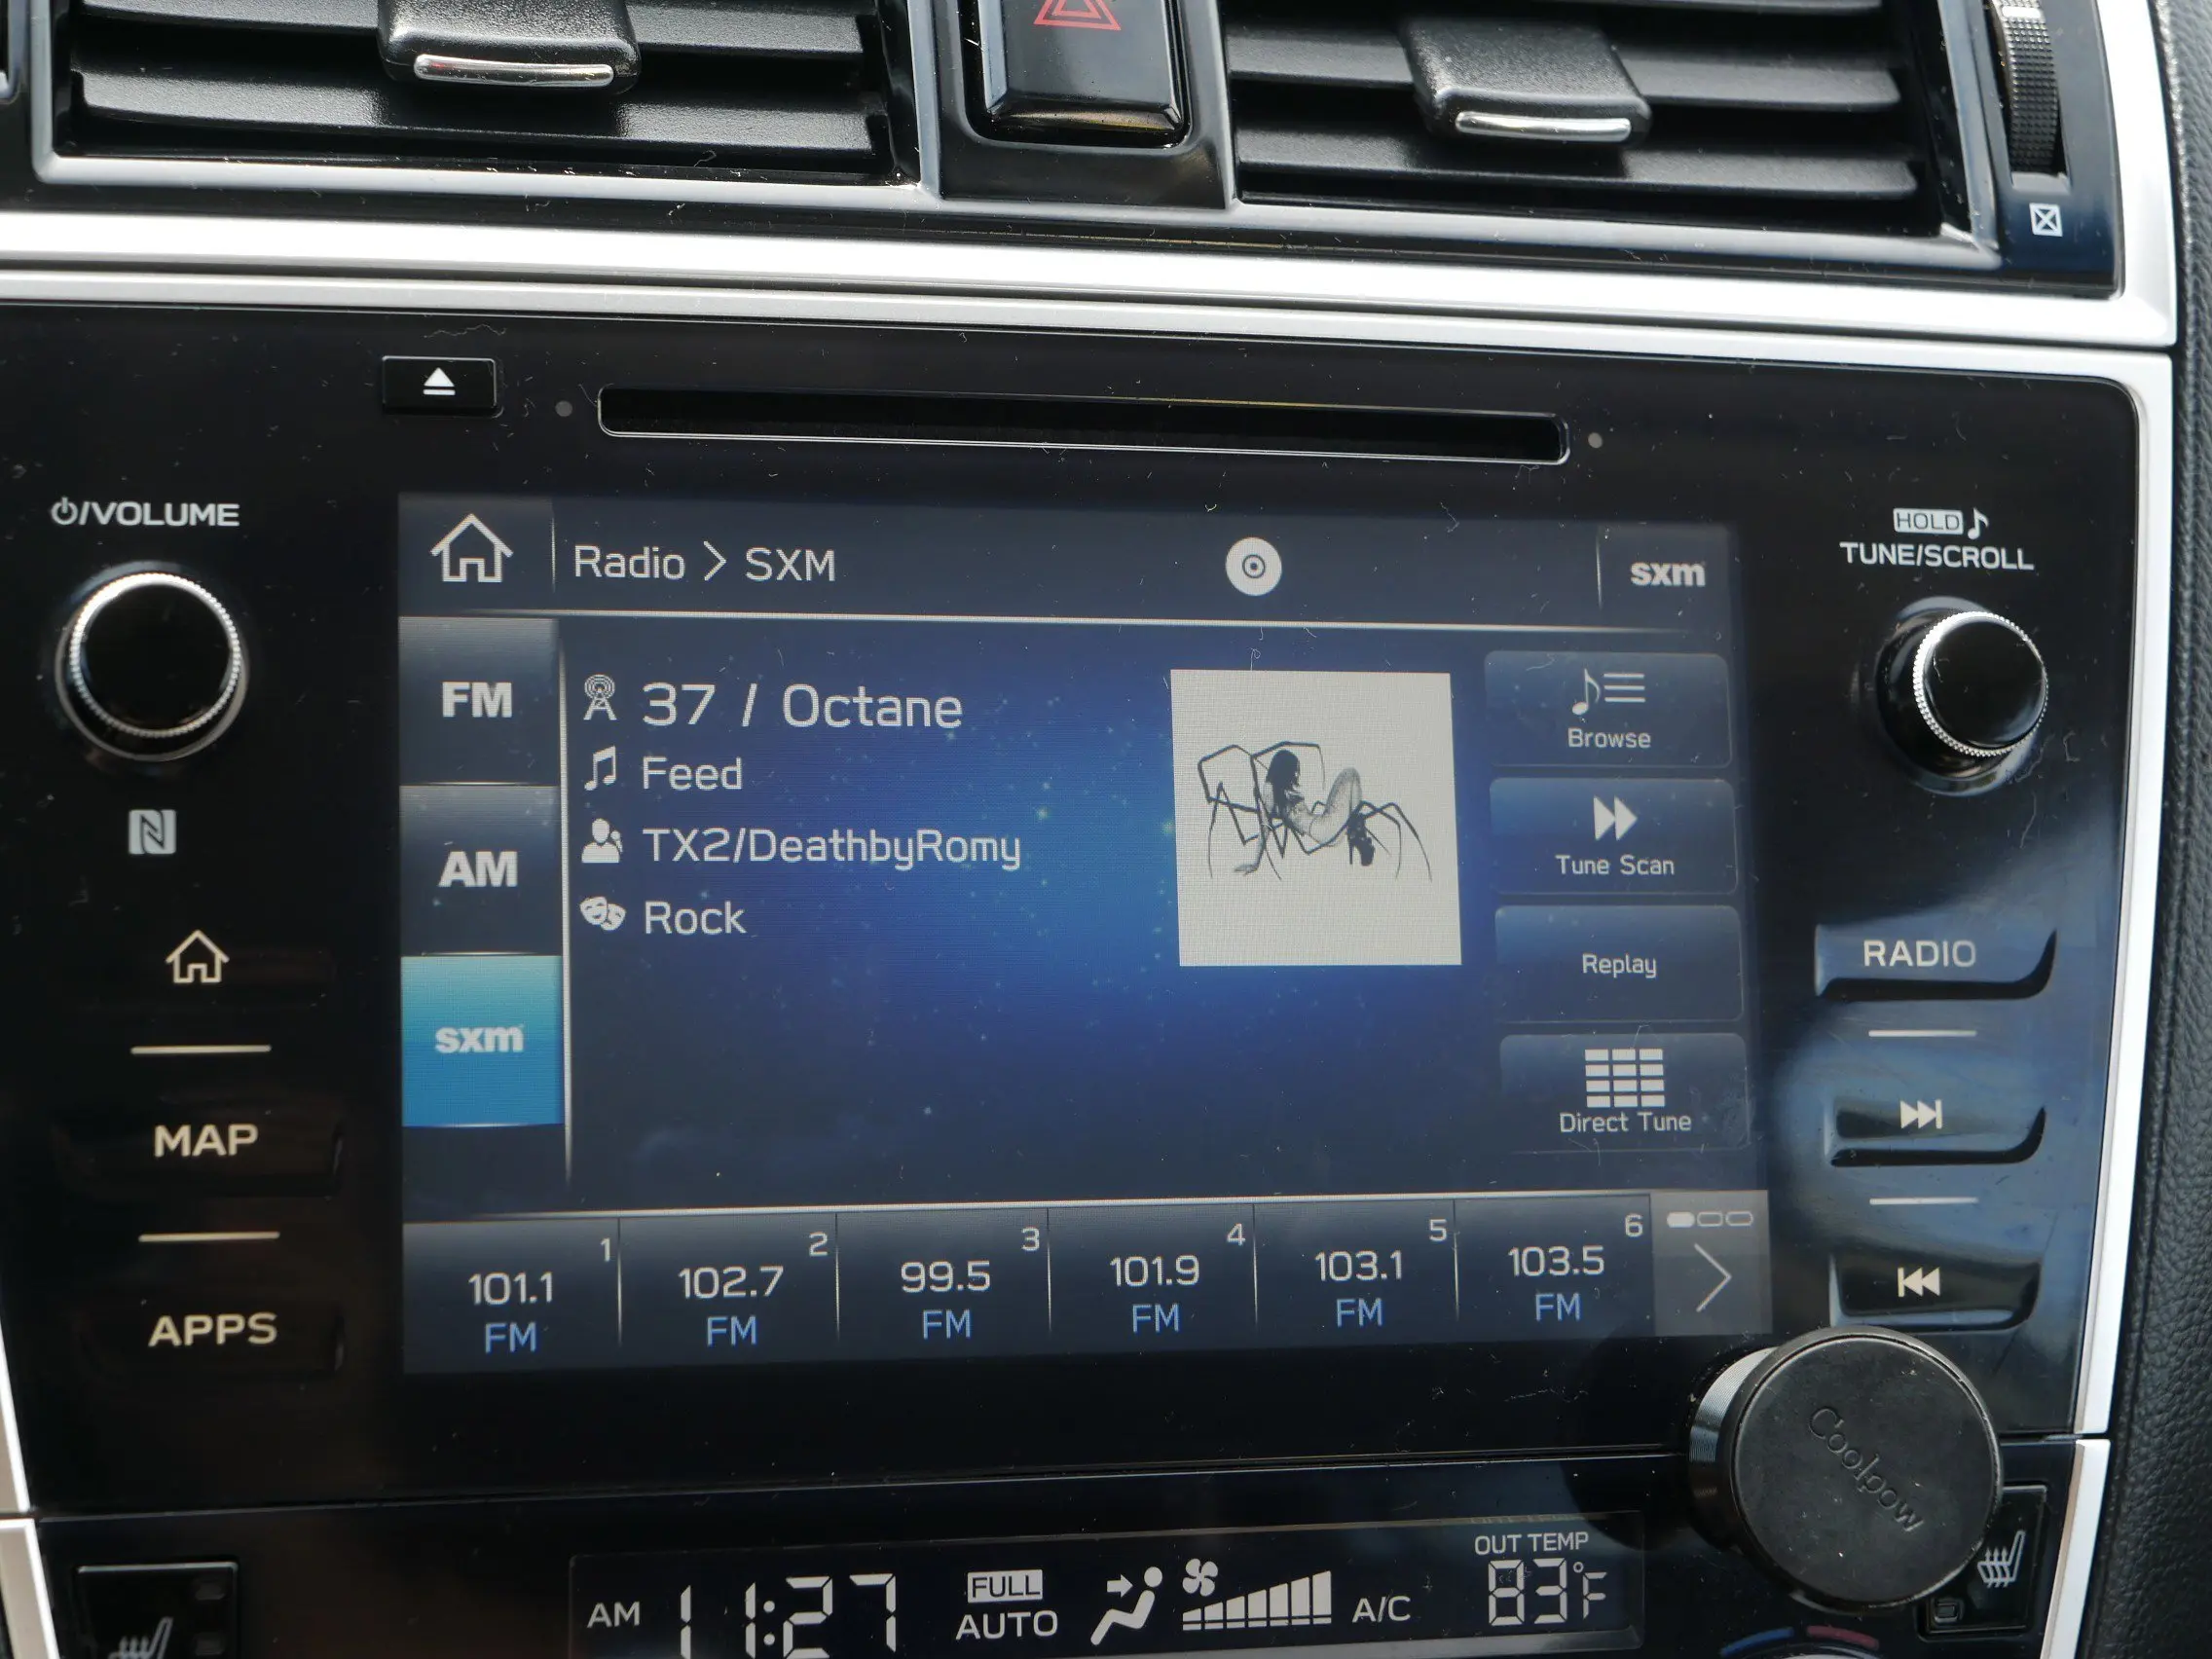 ⏻/VOLUME
HOLD ♪
TUNE/SCROLL
Radio > SXM
sxm
FM
AM
sxm
37 / Octane
Feed
TX2/DeathbyRomy
Rock
Browse
Tune Scan
Replay
Direct Tune
N
MAP
APPS
RADIO
1
101.1
FM
2
102.7
FM
3
99.5
FM
4
101.9
FM
5
103.1
FM
6
103.5
FM
Coolpow
AM 11:27
FULL
AUTO
A/C
OUT TEMP
83°F